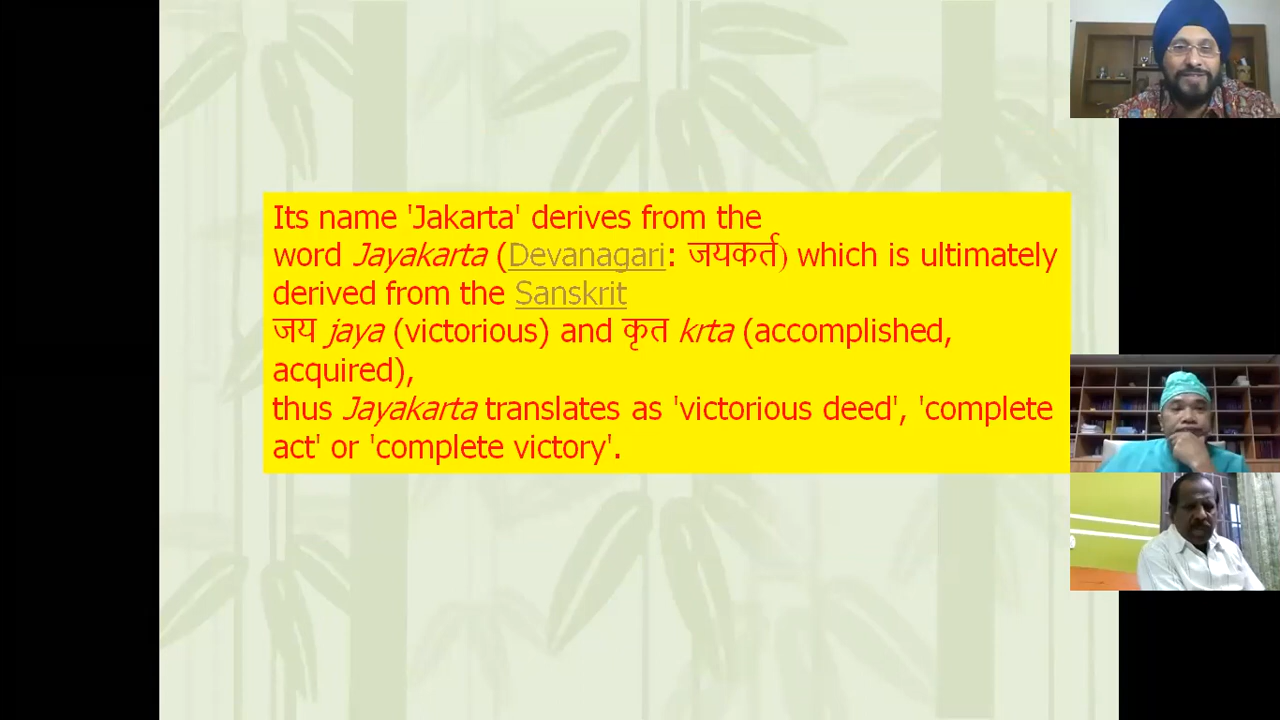 Its name 'Jakarta' derives from the
word Jayakarta (Devanagari: जयकर्त) which is ultimately
derived from the Sanskrit
जय jaya (victorious) and कृत krta (accomplished,
acquired),
thus Jayakarta translates as 'victorious deed', 'complete
act' or 'complete victory'.